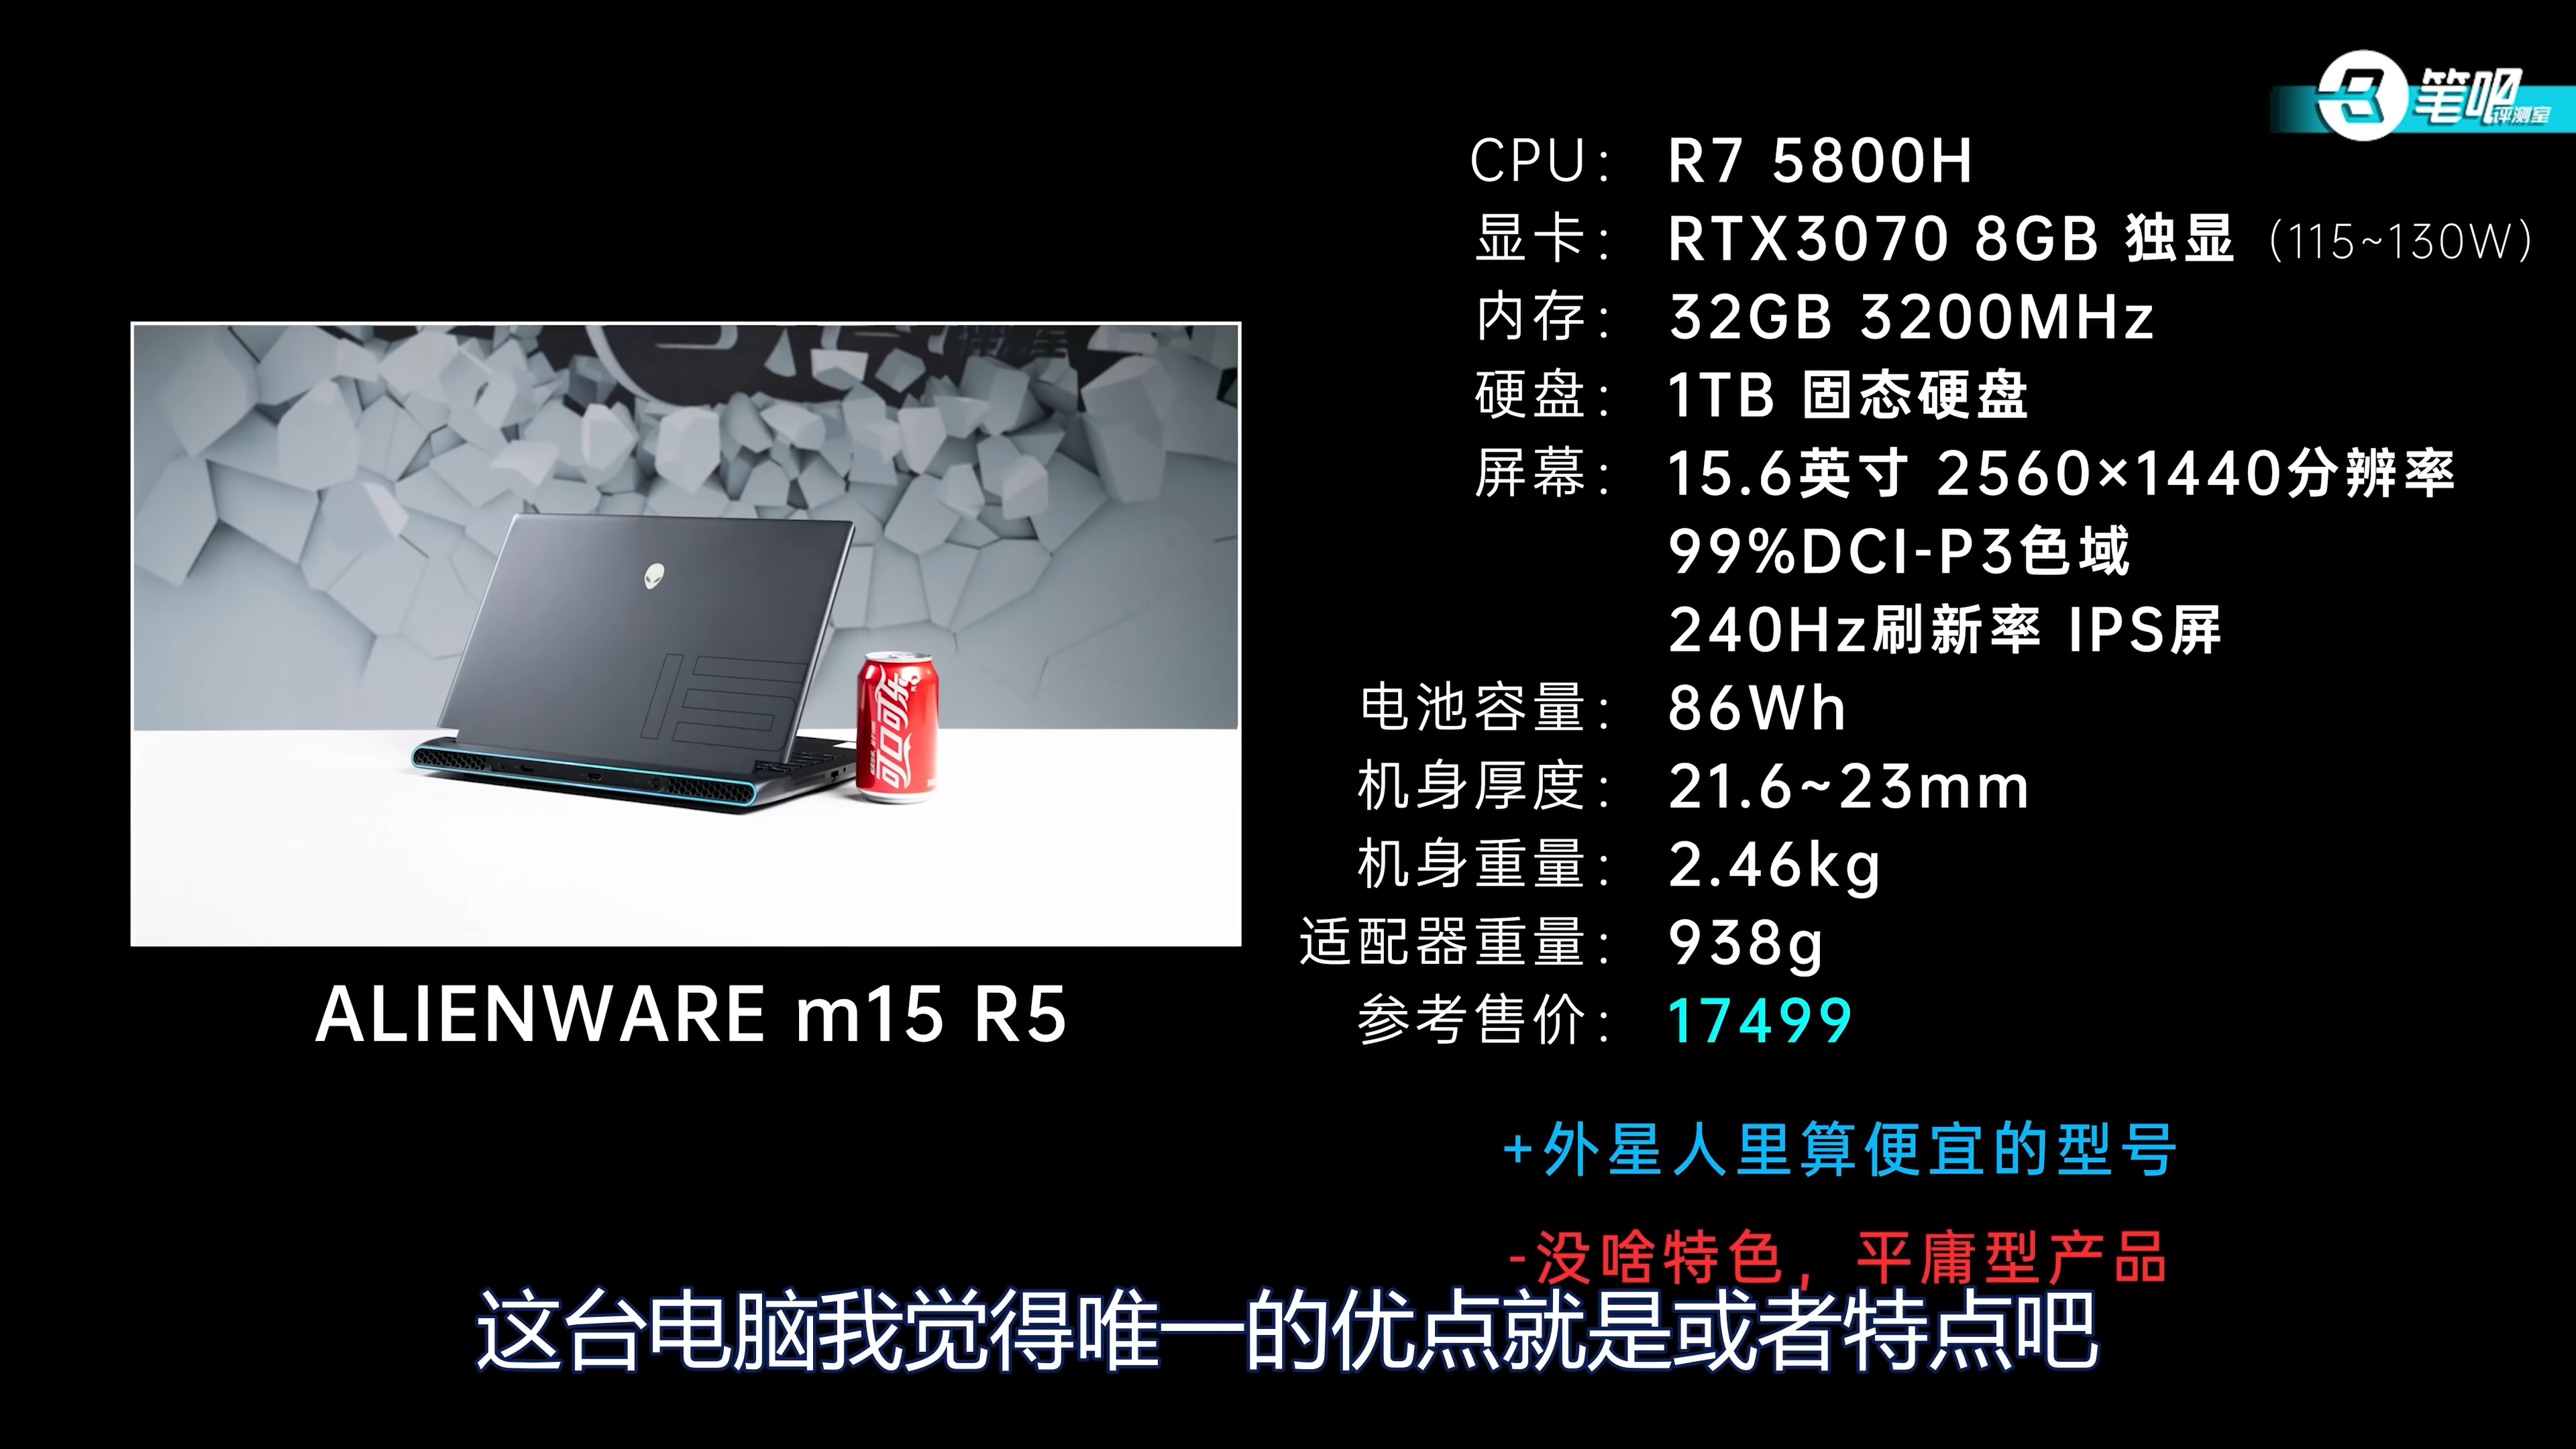 笔吧
评测室
CPU： R7 5800H
显卡： RTX3070 8GB 独显（115~130W）
内存： 32GB 3200MHz
硬盘： 1TB 固态硬盘
屏幕： 15.6英寸 2560×1440分辨率
99%DCI-P3色域
240Hz刷新率 IPS屏
电池容量： 86Wh
机身厚度： 21.6~23mm
机身重量： 2.46kg
适配器重量： 938g
参考售价： 17499
15
可口可乐
ALIENWARE m15 R5
+外星人里算便宜的型号
-没啥特色，平庸型产品
这台电脑我觉得唯一的优点就是或者特点吧